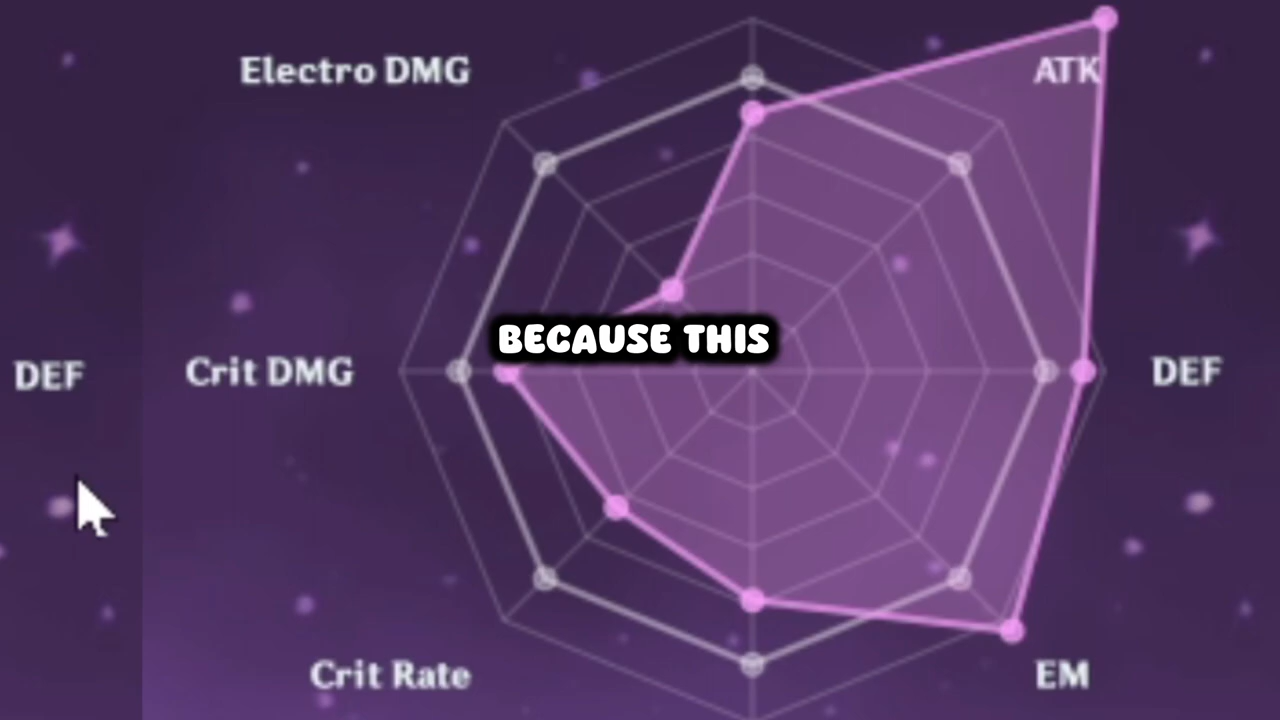 Electro DMG
ATK
BECAUSE THIS
DEF
Crit DMG
DEF
Crit Rate
EM